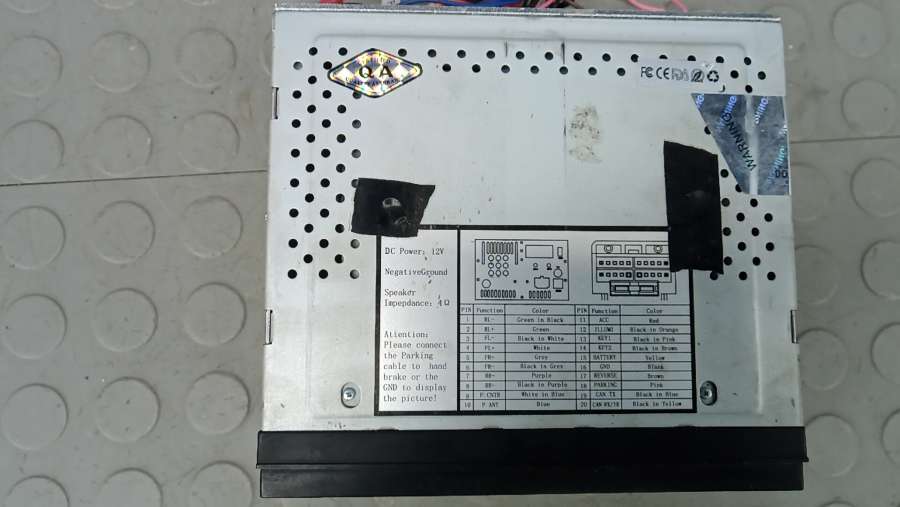 QA
FC CE FDA
WARNING
DC Power: 12V
NegativeGround
Speaker
Impepdance: 4Ω
Attention:
Please connect
the Parking
cable to hand
brake or the
GND to display
the picture!
PIN Function Color PIN Function Color
1 RL- Green in Black 11 ACC Red
2 RL+ Green 12 ILLUMI Black in Orange
3 FL- Black in White 13 KEY1 Black in Pink
4 FL+ White 14 KEY2 Black in Brown
5 FR+ Grey 15 BATTERY Yellow
6 FR- Black in Grey 16 GND Black
7 RR+ Purple 17 REVERSE Brown
8 RR- Black in Purple 18 PARKING Pink
9 P.CNTR White in Blue 19 CAN TX Black in Blue
10 P.ANT Blue 20 CAN RX/TX Black in Yellow